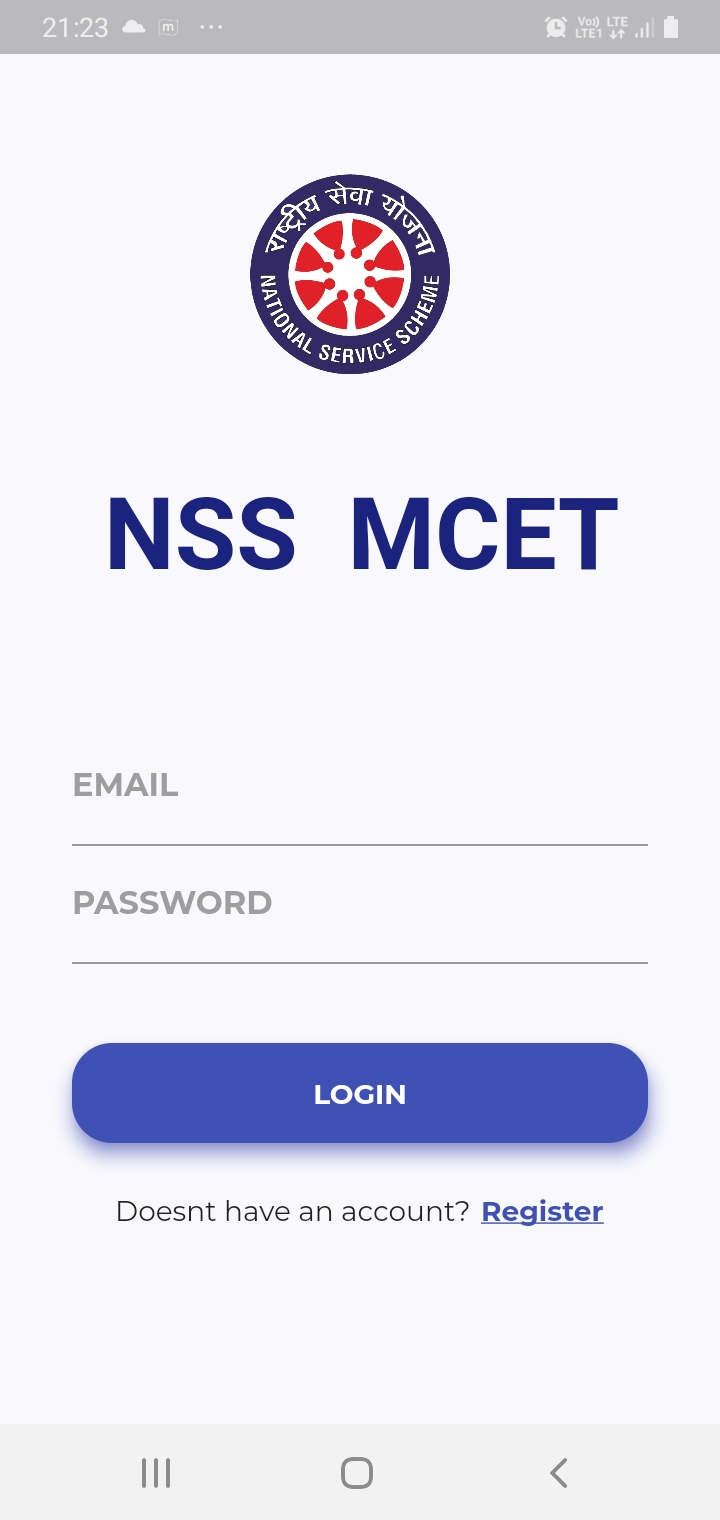 21:23 m Vo) LTE
LTE1
राष्ट्रीय सेवा योजना
NATIONAL SERVICE SCHEME
NSS MCET
EMAIL
PASSWORD
LOGIN
Doesnt have an account? Register